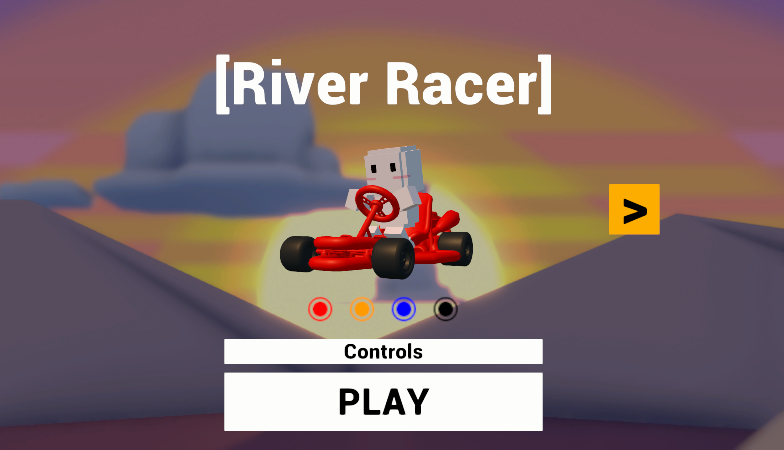 [River Racer]
>
Controls
PLAY